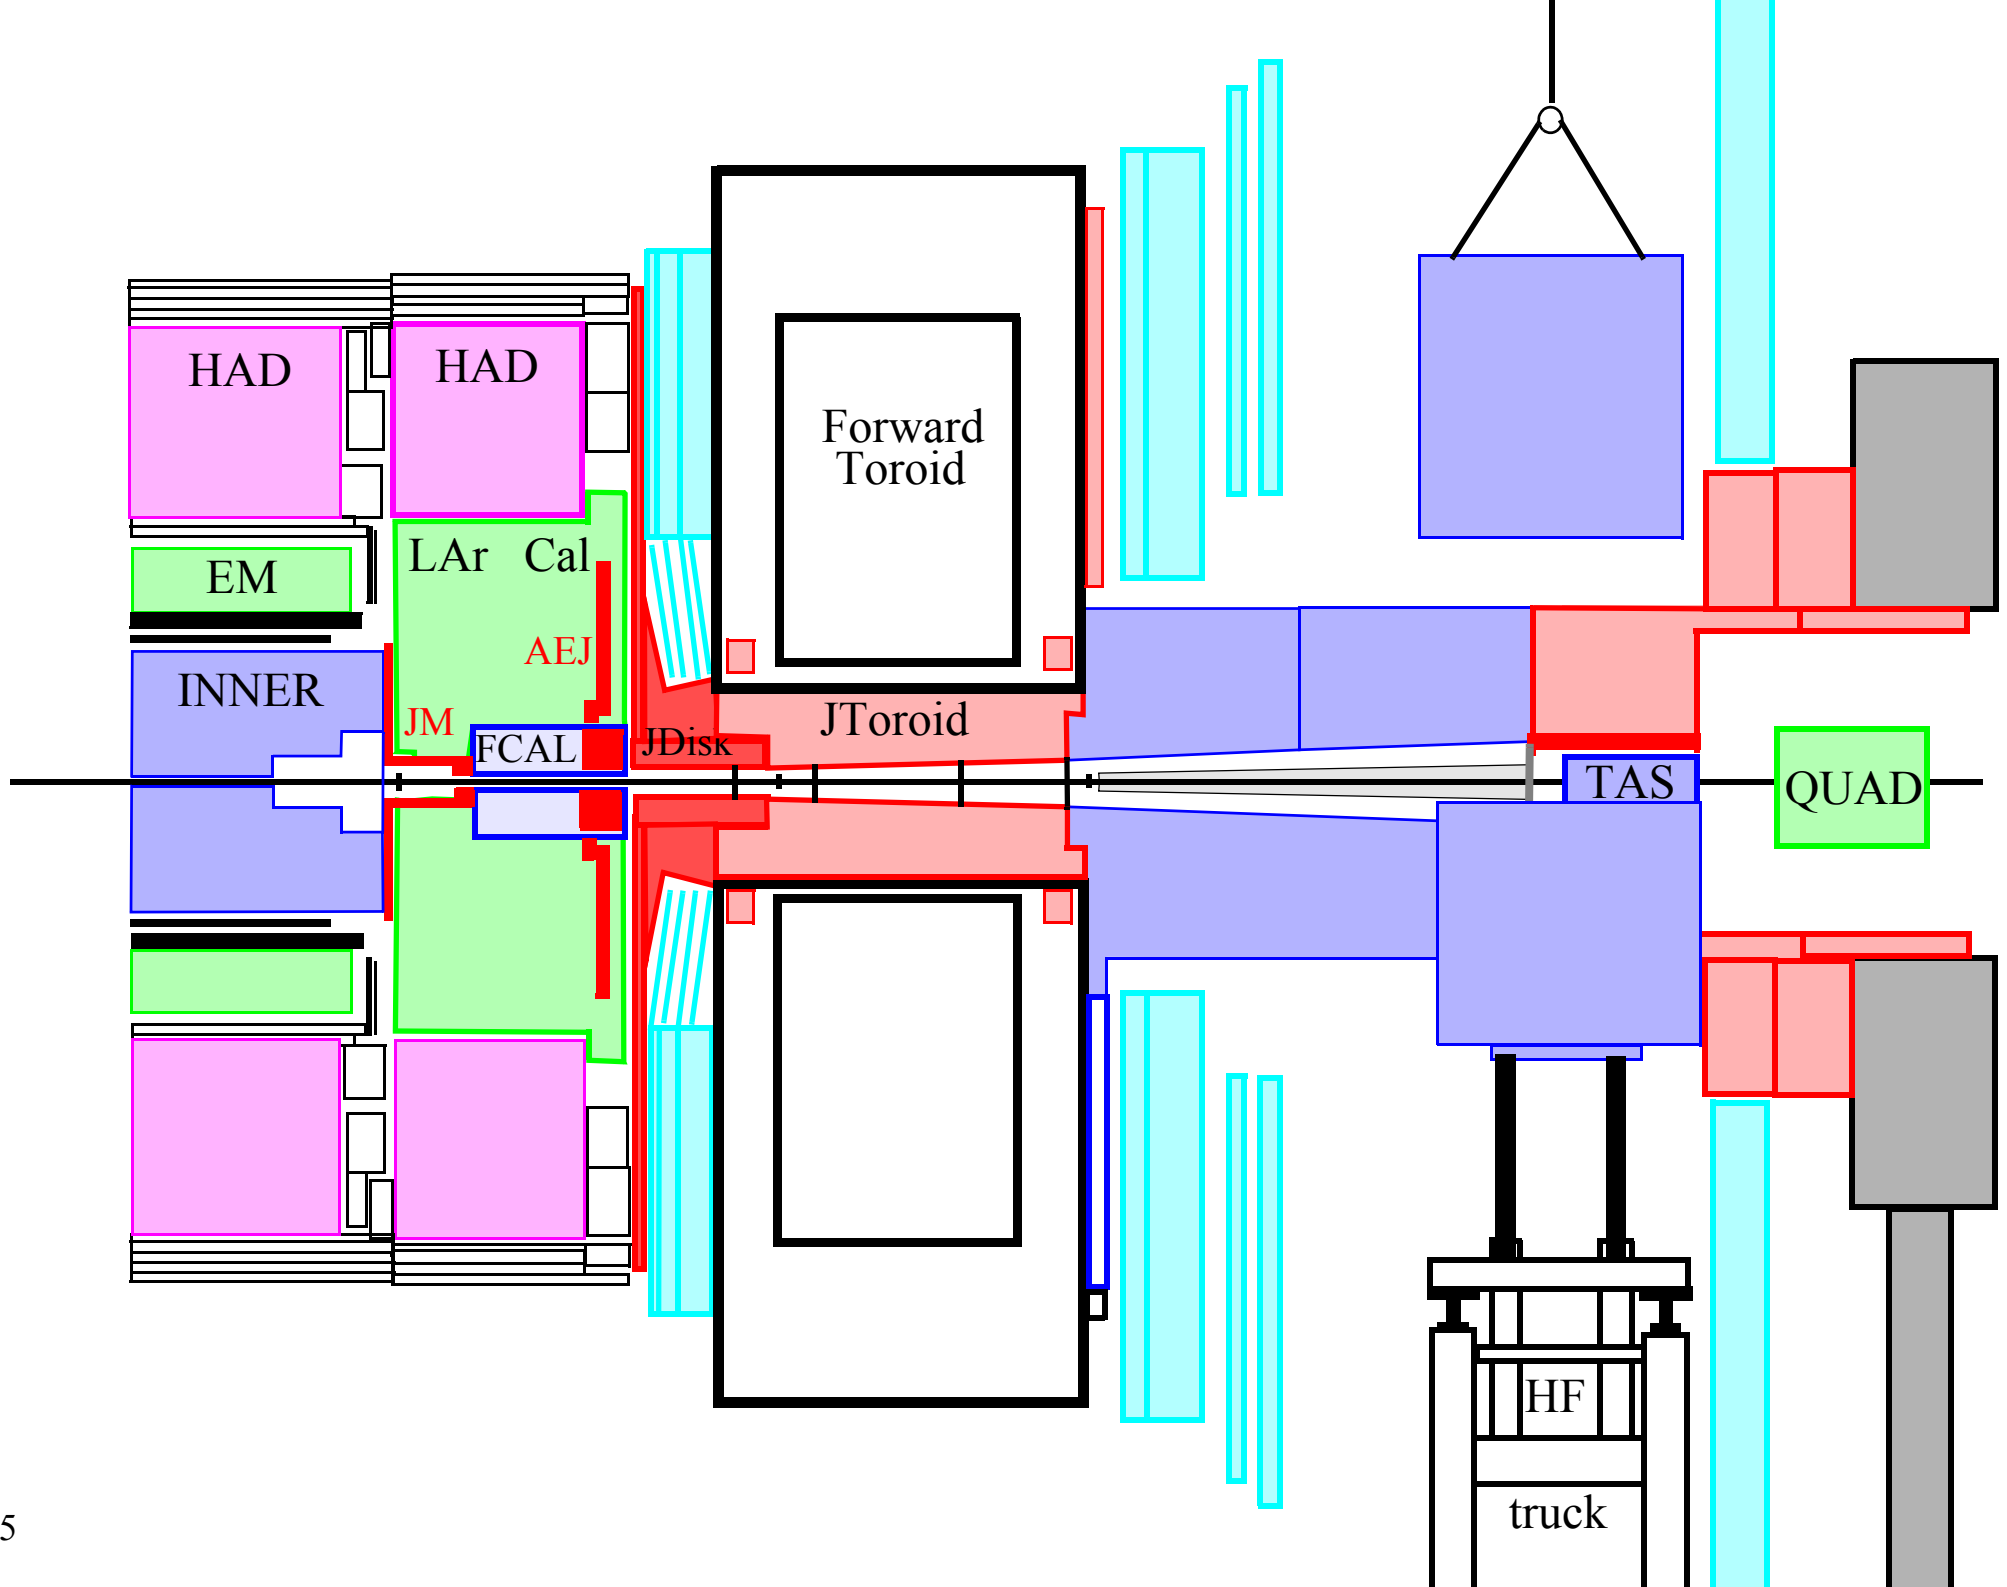 HAD
HAD
Forward
Toroid
LAr Cal
EM
AEJ
INNER
JM
JToroid
FCAL
JDisk
TAS
QUAD
HF
truck
5